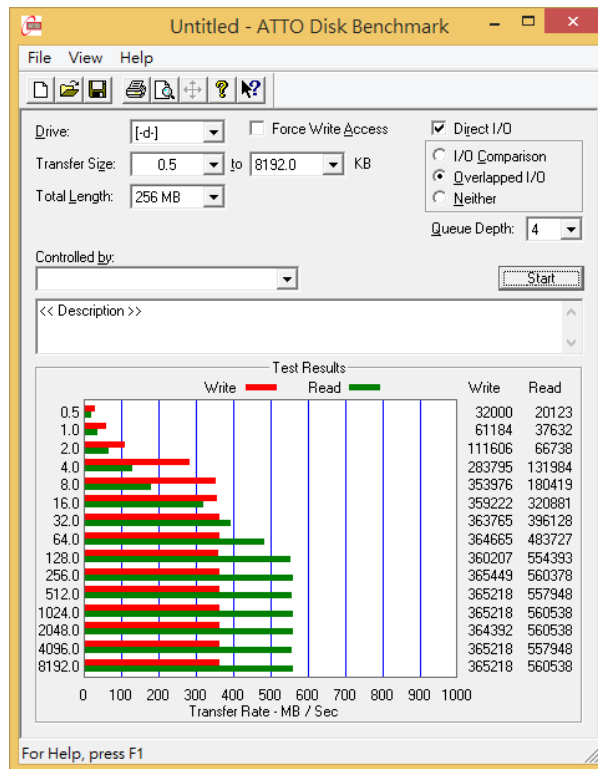 Untitled - ATTO Disk Benchmark
File View Help
Drive: [-d-] Force Write Access Direct I/O
Transfer Size: 0.5 to 8192.0 KB I/O Comparison
Overlapped I/O
Total Length: 256 MB Neither
Queue Depth: 4
Controlled by:
Start
<< Description >>
Test Results
Write Read Write Read
0.5 32000 20123
1.0 61184 37632
2.0 111606 66738
4.0 283795 131984
8.0 353976 180419
16.0 359222 320881
32.0 363765 396128
64.0 364665 483727
128.0 360207 554393
256.0 365449 560378
512.0 365218 557948
1024.0 365218 560538
2048.0 364392 560538
4096.0 365218 557948
8192.0 365218 560538
0 100 200 300 400 500 600 700 800 900 1000
Transfer Rate - MB / Sec
For Help, press F1